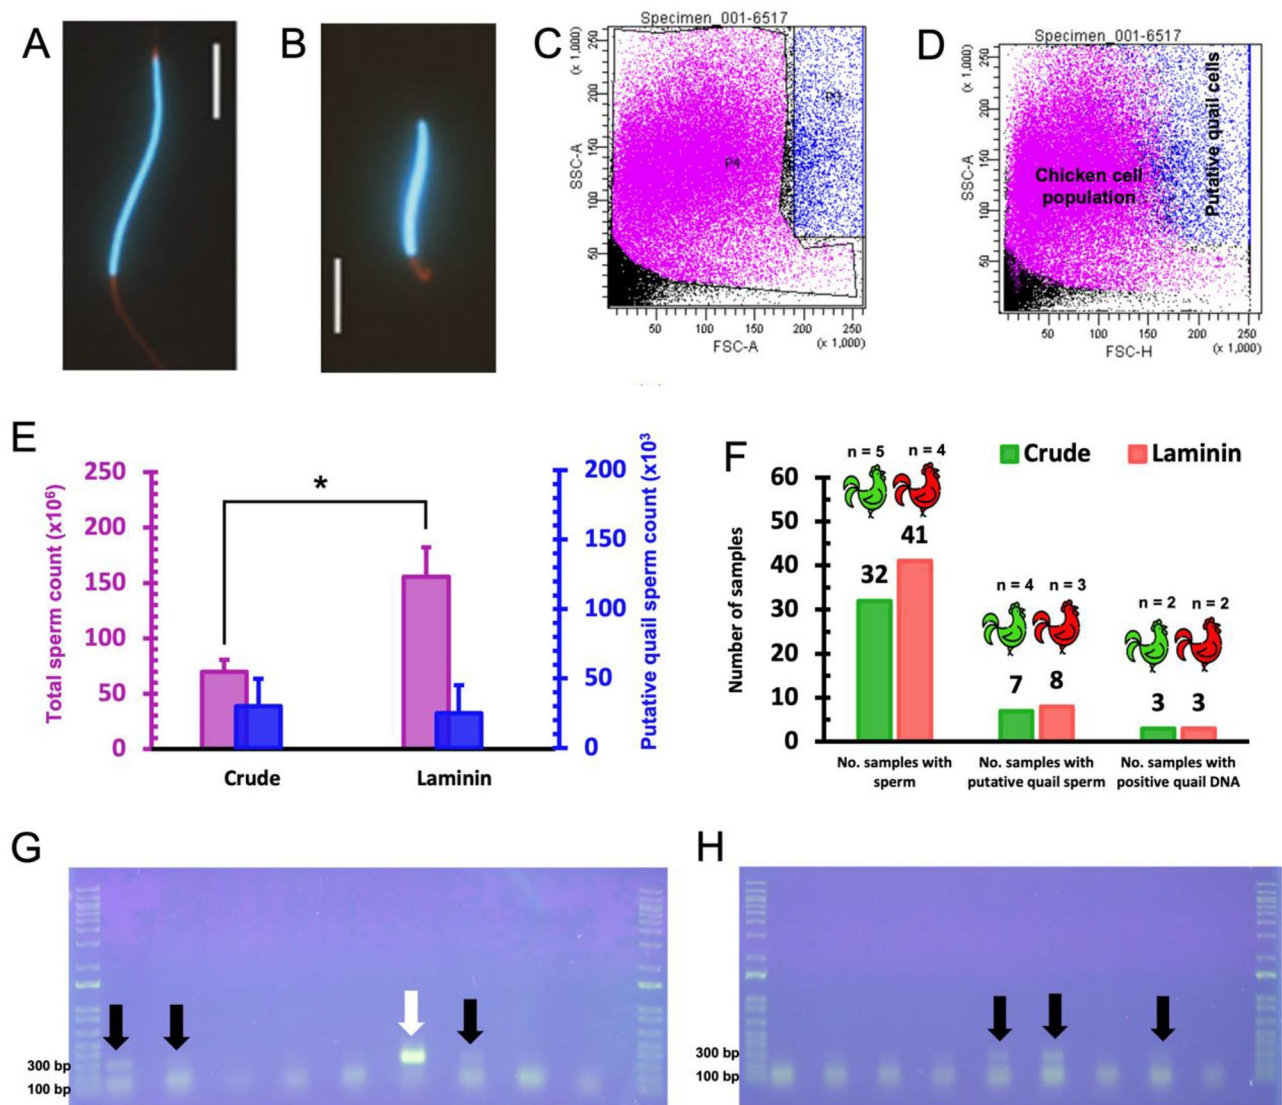 A
B
C
Specimen_001-6517
(x 1,000)
250
200
150
100
50
SSC-A
P4
50
100
150
200
250
FSC-A
(x 1,000)
D
Specimen_001-6517
(x 1,000)
250
200
150
100
50
SSC-A
Chicken cell
population
Putative quail cells
50
100
150
200
250
FSC-H
(x 1,000)
E
Total sperm count (x10⁶)
250
200
150
100
50
0
*
200
150
100
50
0
Putative quail sperm count (x10³
Crude
Laminin
F
Crude
Laminin
Number of samples
60
50
40
30
20
10
0
n = 5
n = 4
32
41
n = 4
n = 3
7
8
n = 2
n = 2
3
3
No. samples with
sperm
No. samples with
putative quail sperm
No. samples with
positive quail DNA
G
300 bp
100 bp
H
300 bp
100 bp